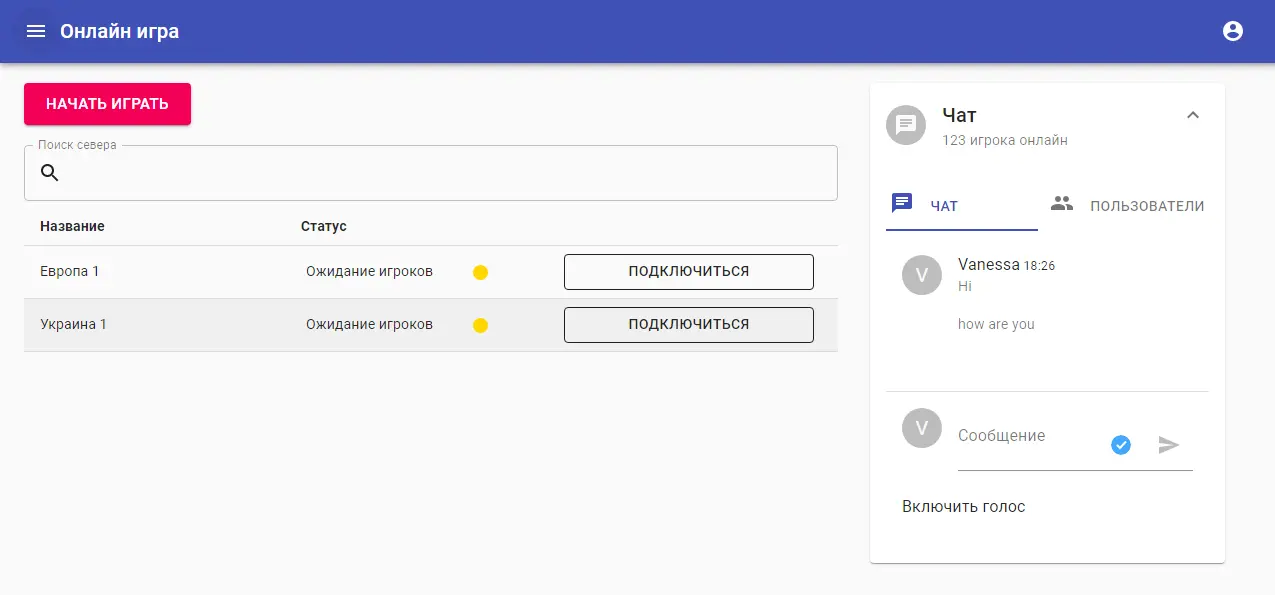 Онлайн игра
НАЧАТЬ ИГРАТЬ
Поиск севера
Название Статус
Европа 1 Ожидание игроков ПОДКЛЮЧИТЬСЯ
Украина 1 Ожидание игроков ПОДКЛЮЧИТЬСЯ
Чат
123 игрока онлайн
ЧАТ ПОЛЬЗОВАТЕЛИ
V Vanessa 18:26
Hi
how are you
V Сообщение
Включить голос